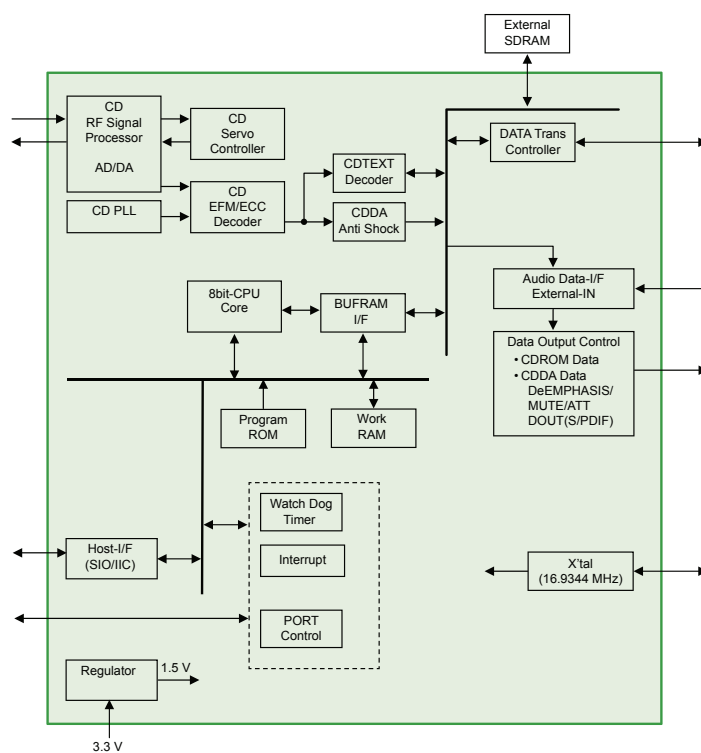 External
SDRAM
CD
RF Signal
Processor
AD/DA
CD
Servo
Controller
DATA Trans
Controller
CDTEXT
Decoder
CD PLL
CD
EFM/ECC
Decoder
CDDA
Anti Shock
8bit-CPU
Core
BUFRAM
I/F
Audio Data-I/F
External-IN
Data Output Control
• CDROM Data
• CDDA Data
DeEMPHASIS/
MUTE/ATT
DOUT(S/PDIF)
Program
ROM
Work
RAM
Watch Dog
Timer
Host-I/F
(SIO/IIC)
Interrupt
X'tal
(16.9344 MHz)
PORT
Control
Regulator
1.5 V
3.3 V